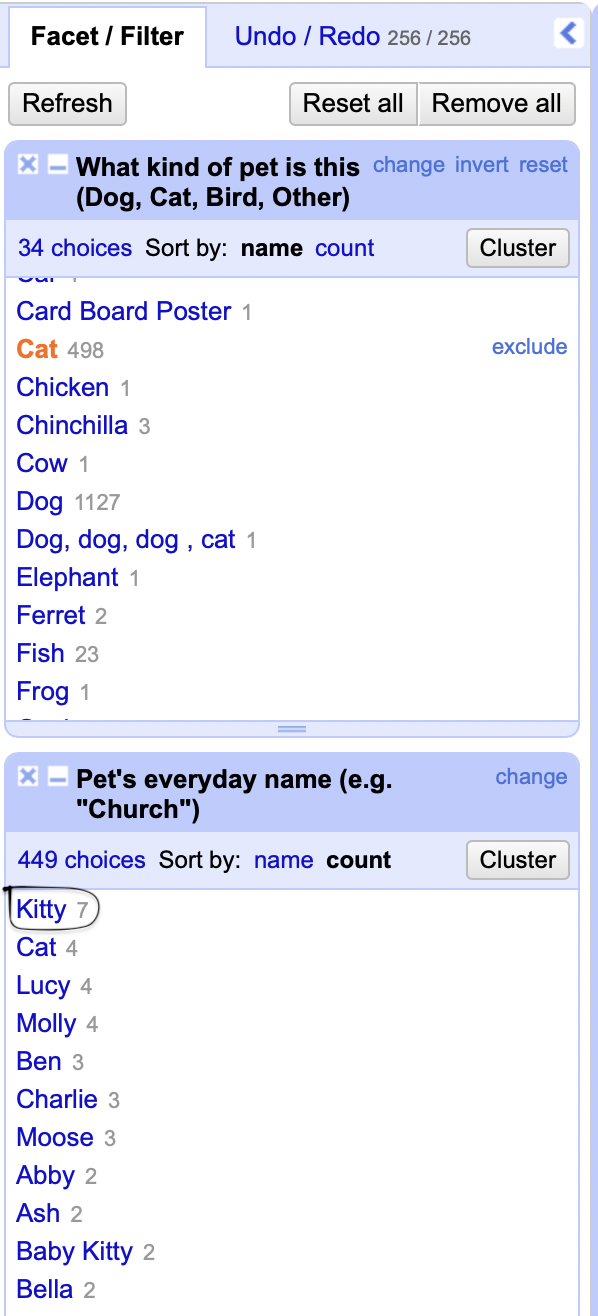 Facet / Filter Undo / Redo 256 / 256
Refresh Reset all Remove all
What kind of pet is this change invert reset
(Dog, Cat, Bird, Other)
34 choices Sort by: name count Cluster
Card Board Poster 1
Cat 498 exclude
Chicken 1
Chinchilla 3
Cow 1
Dog 1127
Dog, dog, dog , cat 1
Elephant 1
Ferret 2
Fish 23
Frog 1
Pet's everyday name (e.g. change
"Church")
449 choices Sort by: name count Cluster
Kitty 7
Cat 4
Lucy 4
Molly 4
Ben 3
Charlie 3
Moose 3
Abby 2
Ash 2
Baby Kitty 2
Bella 2